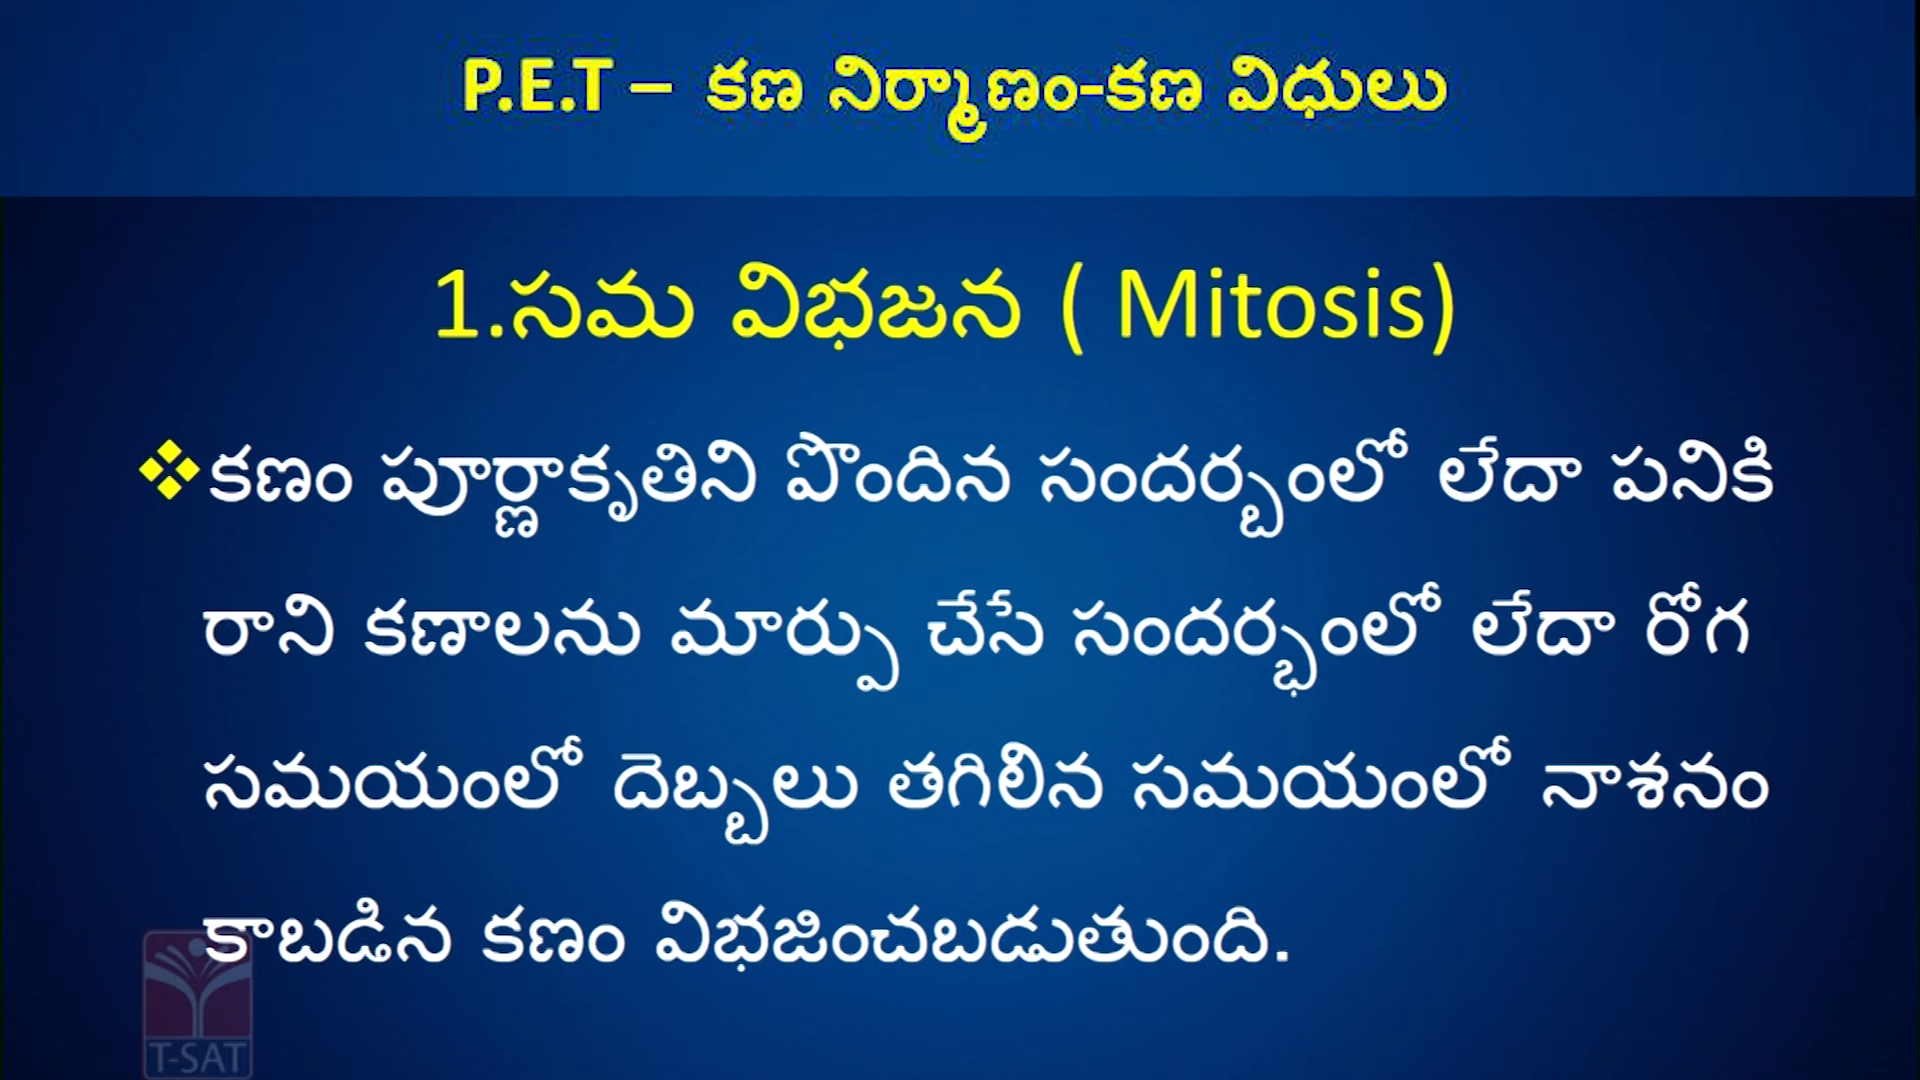 P.E.T – కణ నిర్మాణం-కణ విధులు
1.సమ విభజన ( Mitosis)
❖కణం పూర్ణాకృతిని పొందిన సందర్బంలో లేదా పనికి
రాని కణాలను మార్పు చేసే సందర్భంలో లేదా రోగ
సమయంలో దెబ్బలు తగిలిన సమయంలో నాశనం
కాబడిన కణం విభజించబడుతుంది.
T-SAT